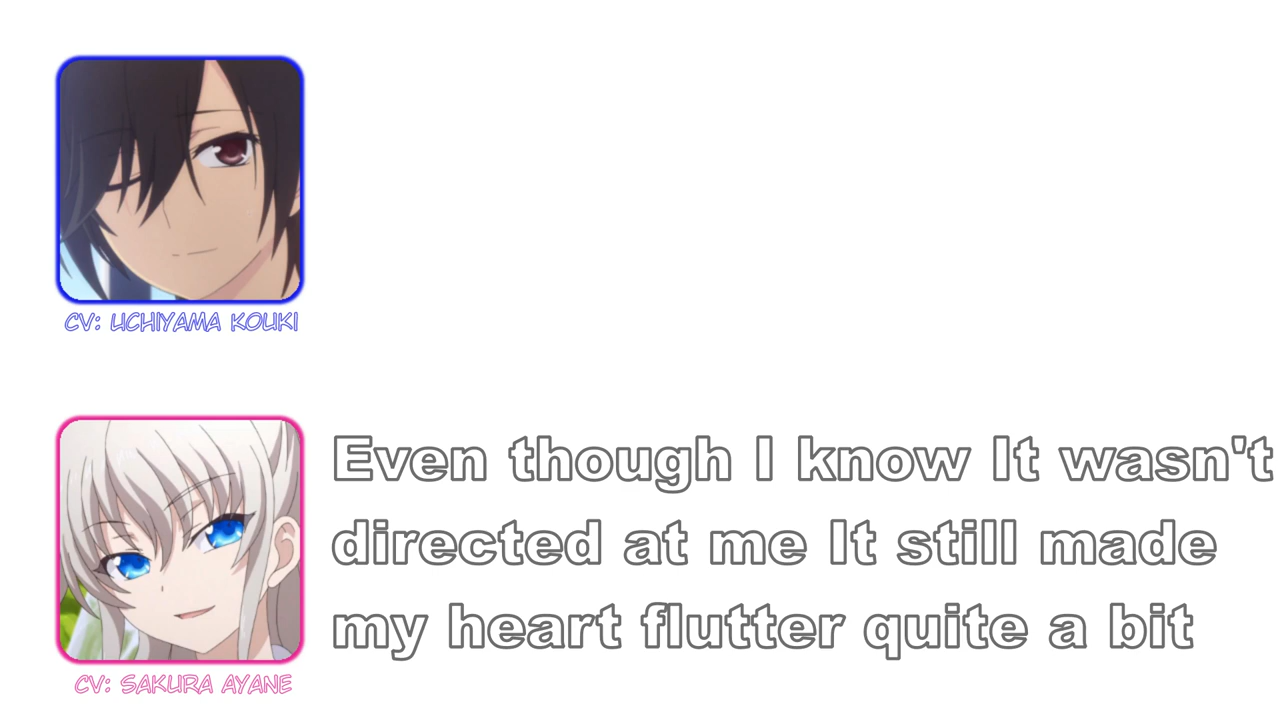 CV: UCHIYAMA KOUKI
Even though I know It wasn't
directed at me It still made
my heart flutter quite a bit
CV: SAKURA AYANE